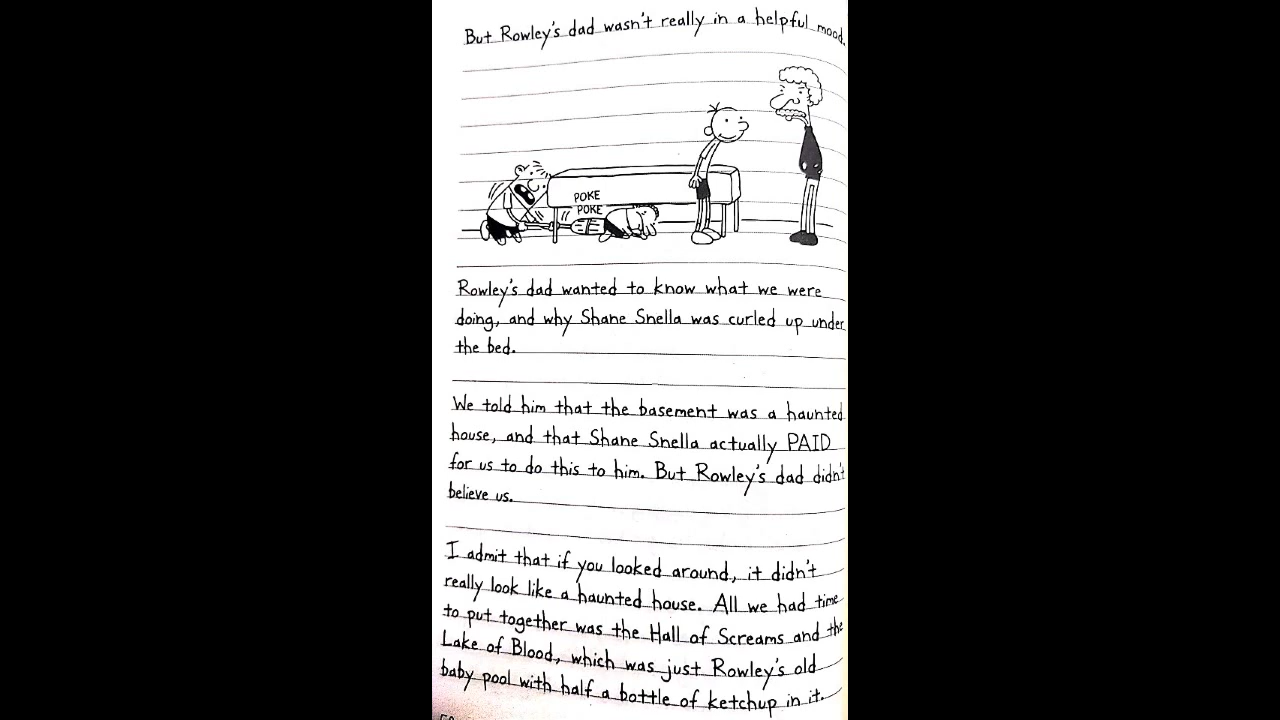 But Rowley's dad wasn't really in a helpful mood.
POKE
POKE
Rowley's dad wanted to know what we were
doing, and why Shane Snella was curled up under
the bed.
We told him that the basement was a haunted
house, and that Shane Snella actually PAID
for us to do this to him. But Rowley's dad didn't
believe us.
I admit that if you looked around, it didn't
really look like a haunted house. All we had time
to put together was the Hall of Screams and the
Lake of Blood, which was just Rowley's old
baby pool with half a bottle of ketchup in it.